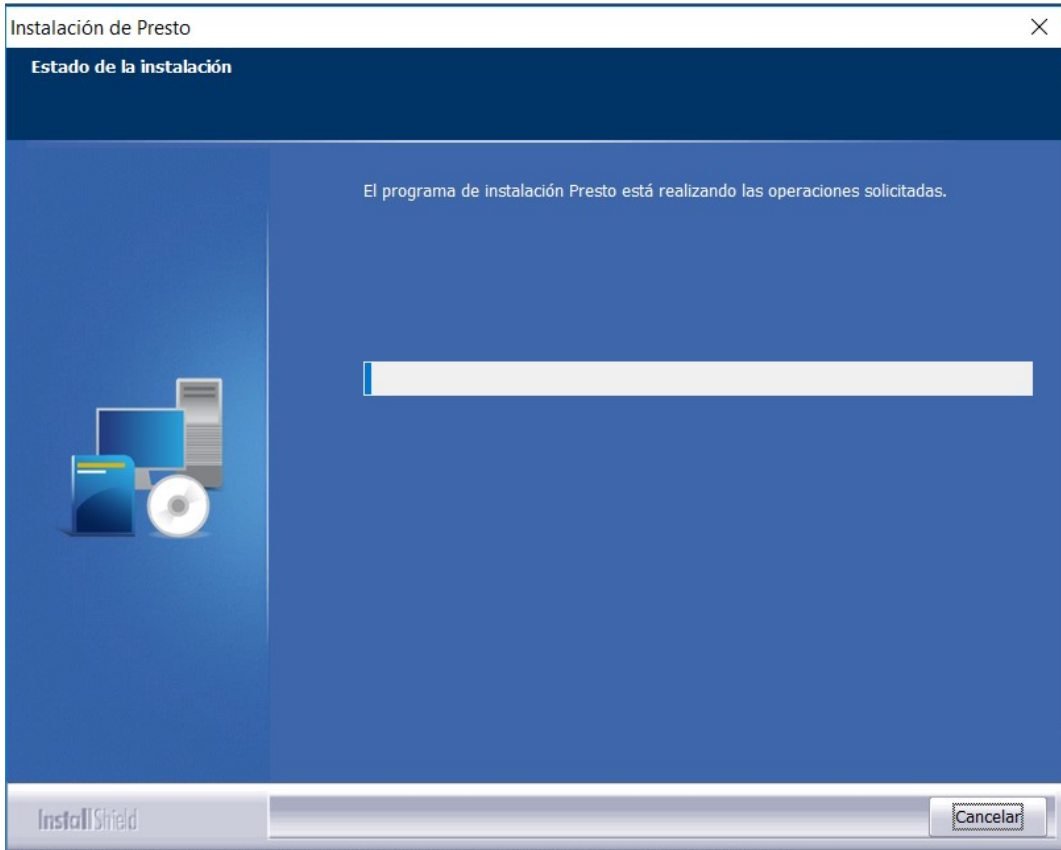 Instalación de Presto
Estado de la instalación
El programa de instalación Presto está realizando las operaciones solicitadas.
InstallShield
Cancelar